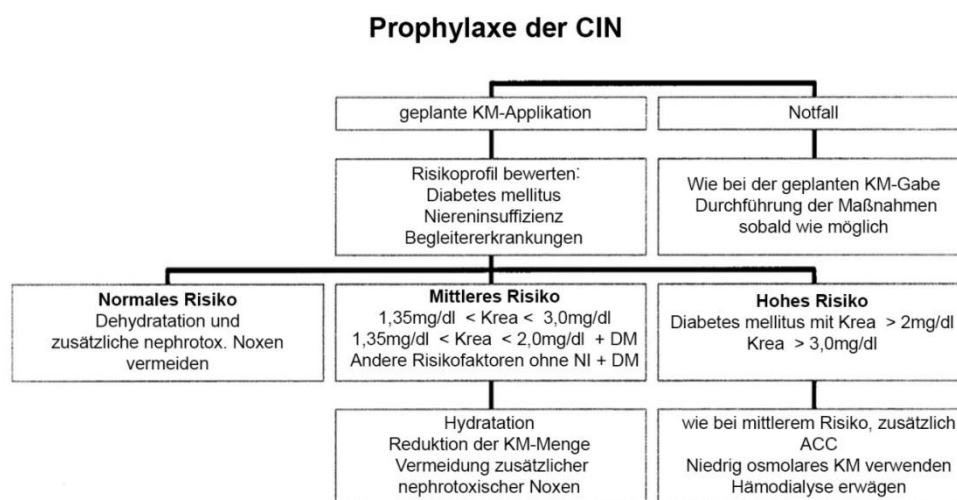 Prophylaxe der CIN
geplante KM-Applikation
Notfall
Risikoprofil bewerten:
Diabetes mellitus
Niereninsuffizienz
Begleiterkrankungen
Wie bei der geplanten KM-Gabe
Durchführung der Maßnahmen
sobald wie möglich
Normales Risiko
Dehydratation und
zusätzliche nephrotox. Noxen
vermeiden
Mittleres Risiko
1,35mg/dl < Krea < 3,0mg/dl
1,35mg/dl < Krea < 2,0mg/dl + DM
Andere Risikofaktoren ohne NI + DM
Hohes Risiko
Diabetes mellitus mit Krea > 2mg/dl
Krea > 3,0mg/dl
Hydratation
Reduktion der KM-Menge
Vermeidung zusätzlicher
nephrotoxischer Noxen
wie bei mittlerem Risiko, zusätzlich
ACC
Niedrig osmolares KM verwenden
Hämodialyse erwägen